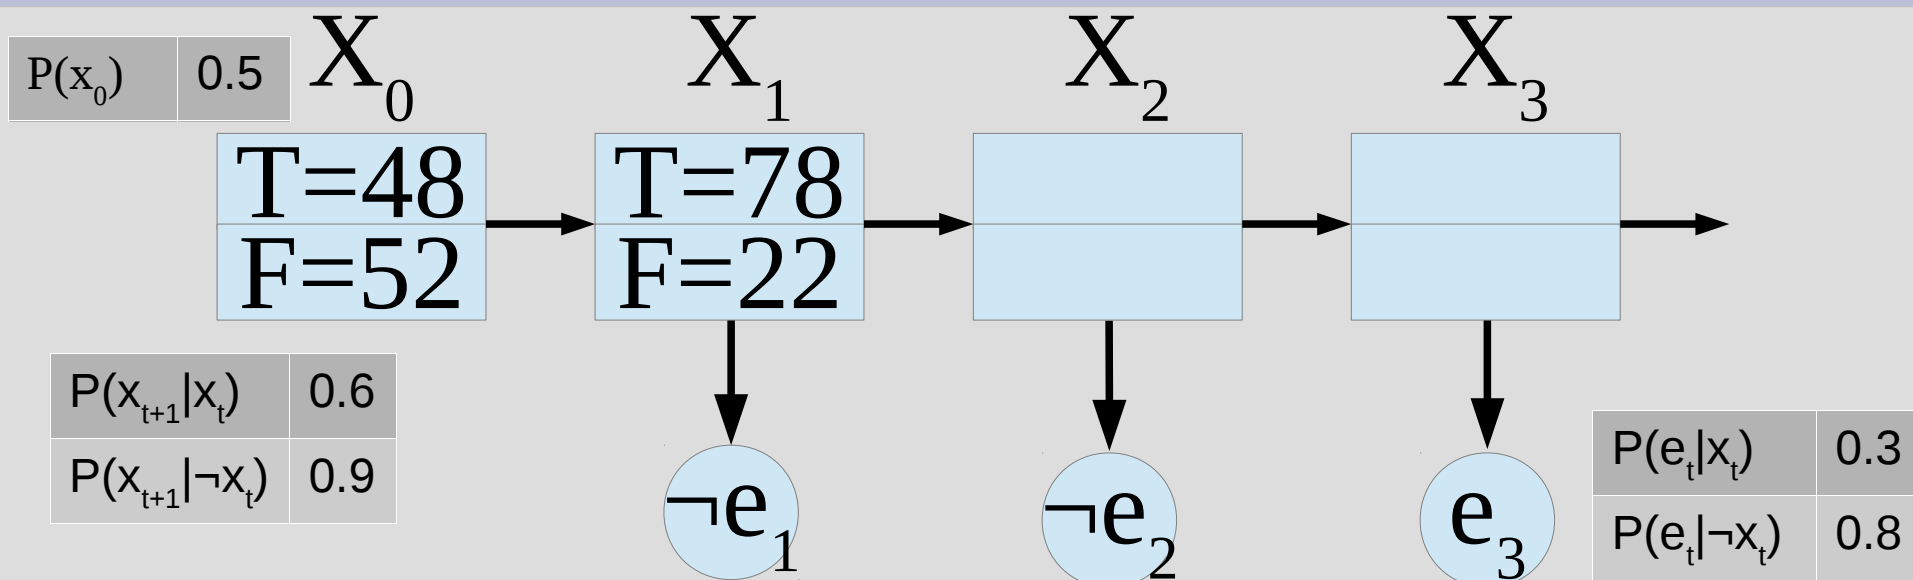 X₀ X₁ X₂ X₃
P(x₀) 0.5
T=48 T=78
F=52 F=22
P(xₜ₊₁|xₜ) 0.6
P(xₜ₊₁|¬xₜ) 0.9
¬e₁ ¬e₂ e₃
P(eₜ|xₜ) 0.3
P(eₜ|¬xₜ) 0.8